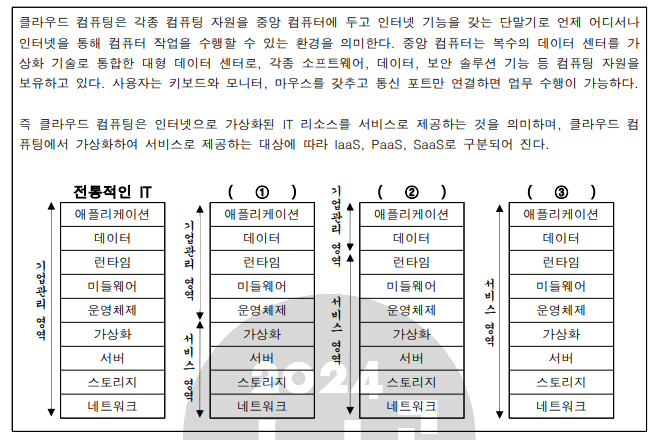 클라우드 컴퓨팅은 각종 컴퓨팅 자원을 중앙 컴퓨터에 두고 인터넷 기능을 갖는 단말기로 언제 어디서나
인터넷을 통해 컴퓨터 작업을 수행할 수 있는 환경을 의미한다. 중앙 컴퓨터는 복수의 데이터 센터를 가
상화 기술로 통합한 대형 데이터 센터로, 각종 소프트웨어, 데이터, 보안 솔루션 기능 등 컴퓨팅 자원을
보유하고 있다. 사용자는 키보드와 모니터, 마우스를 갖추고 통신 포트만 연결하면 업무 수행이 가능하다.
즉 클라우드 컴퓨팅은 인터넷으로 가상화된 IT 리소스를 서비스로 제공하는 것을 의미하며, 클라우드 컴
퓨팅에서 가상화하여 서비스로 제공하는 대상에 따라 IaaS, PaaS, SaaS로 구분되어 진다.
전통적인 IT
기업관리 영역
애플리케이션
데이터
런타임
미들웨어
운영체제
가상화
서버
스토리지
네트워크
( ① )
기업관리 영역
서비스 영역
애플리케이션
데이터
런타임
미들웨어
운영체제
가상화
서버
스토리지
네트워크
( ② )
기업관리 영역
서비스 영역
애플리케이션
데이터
런타임
미들웨어
운영체제
가상화
서버
스토리지
네트워크
( ③ )
서비스 영역
애플리케이션
데이터
런타임
미들웨어
운영체제
가상화
서버
스토리지
네트워크
2024